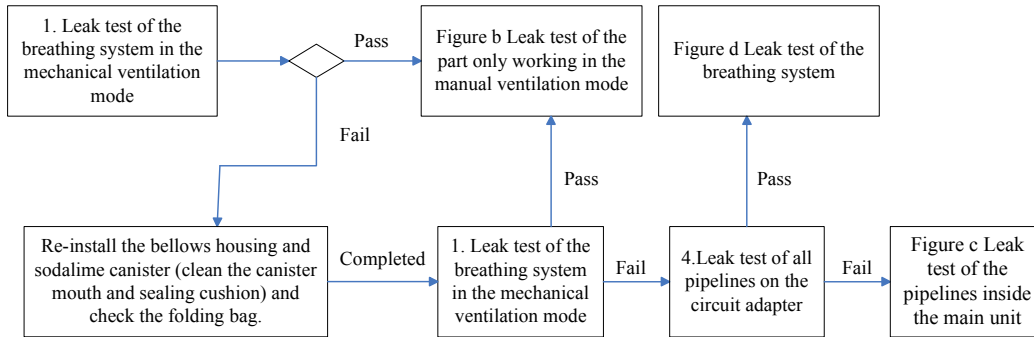 1. Leak test of the
breathing system in the
mechanical ventilation
mode
Pass
Figure b Leak test of the
part only working in the
manual ventilation mode
Figure d Leak test of the
breathing system
Fail
Pass
Pass
Re-install the bellows housing and
sodalime canister (clean the canister
mouth and sealing cushion) and
check the folding bag.
Completed
1. Leak test of the
breathing system
in the mechanical
ventilation mode
Fail
4.Leak test of all
pipelines on the
circuit adapter
Fail
Figure c Leak
test of the
pipelines inside
the main unit